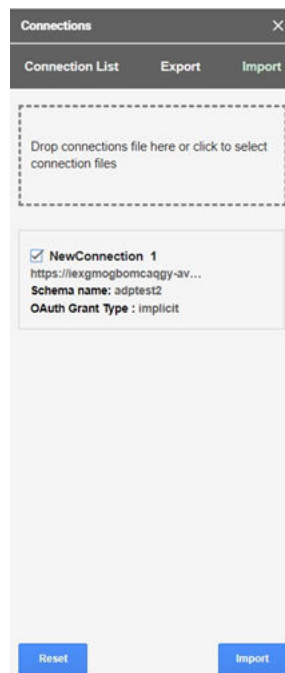 Connections
Connection List Export Import
Drop connections file here or click to select
connection files
NewConnection 1
https://iexgmogbomcaqgy-av...
Schema name: adptest2
OAuth Grant Type : implicit
Reset Import